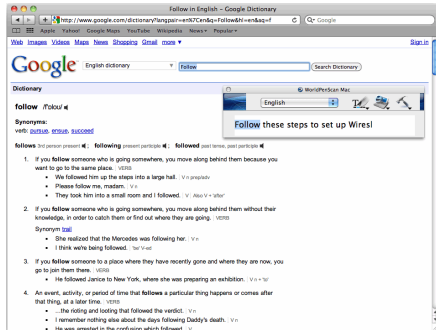 Follow in English – Google Dictionary
http://www.google.com/dictionary?langpair=en%7Cen&q=Follow&hl=en&aq=f
Google
Apple Yahoo! Google Maps YouTube Wikipedia News Popular
Web Images Videos Maps News Shopping Gmail more ▼ Sign in
Google English dictionary Follow Search Dictionary
Dictionary
WorldPenScan Mac
English
Follow these steps to set up Wiresl
follow /ˈfɒloʊ/
Synonyms:
verb: pursue, ensue, succeed
follows 3rd person present ; following present participle ; followed past tense, past participle
1. If you follow someone who is going somewhere, you move along behind them because you
want to go to the same place. VERB
• We followed him up the steps into a large hall. V n prep/adv
• Please follow me, madam. V n
• They took him into a small room and I followed. V Also V + 'after'
2. If you follow someone who is going somewhere, you move along behind them without their
knowledge, in order to catch them or find out where they are going. VERB
Synonym trail
• She realized that the Mercedes was following her. V n
• I think we're being followed. 'be' V-ed
3. If you follow someone to a place where they have recently gone and where they are now, you
go to join them there. VERB
• He followed Janice to New York, where she was preparing an exhibition. V n + 'to'
4. An event, activity, or period of time that follows a particular thing happens or comes after
that thing, at a later time. VERB
• ...the rioting and looting that followed the verdict. V n
• I remember nothing else about the days following Daddy's death. V n
• He was arrested in the confusion which followed. V